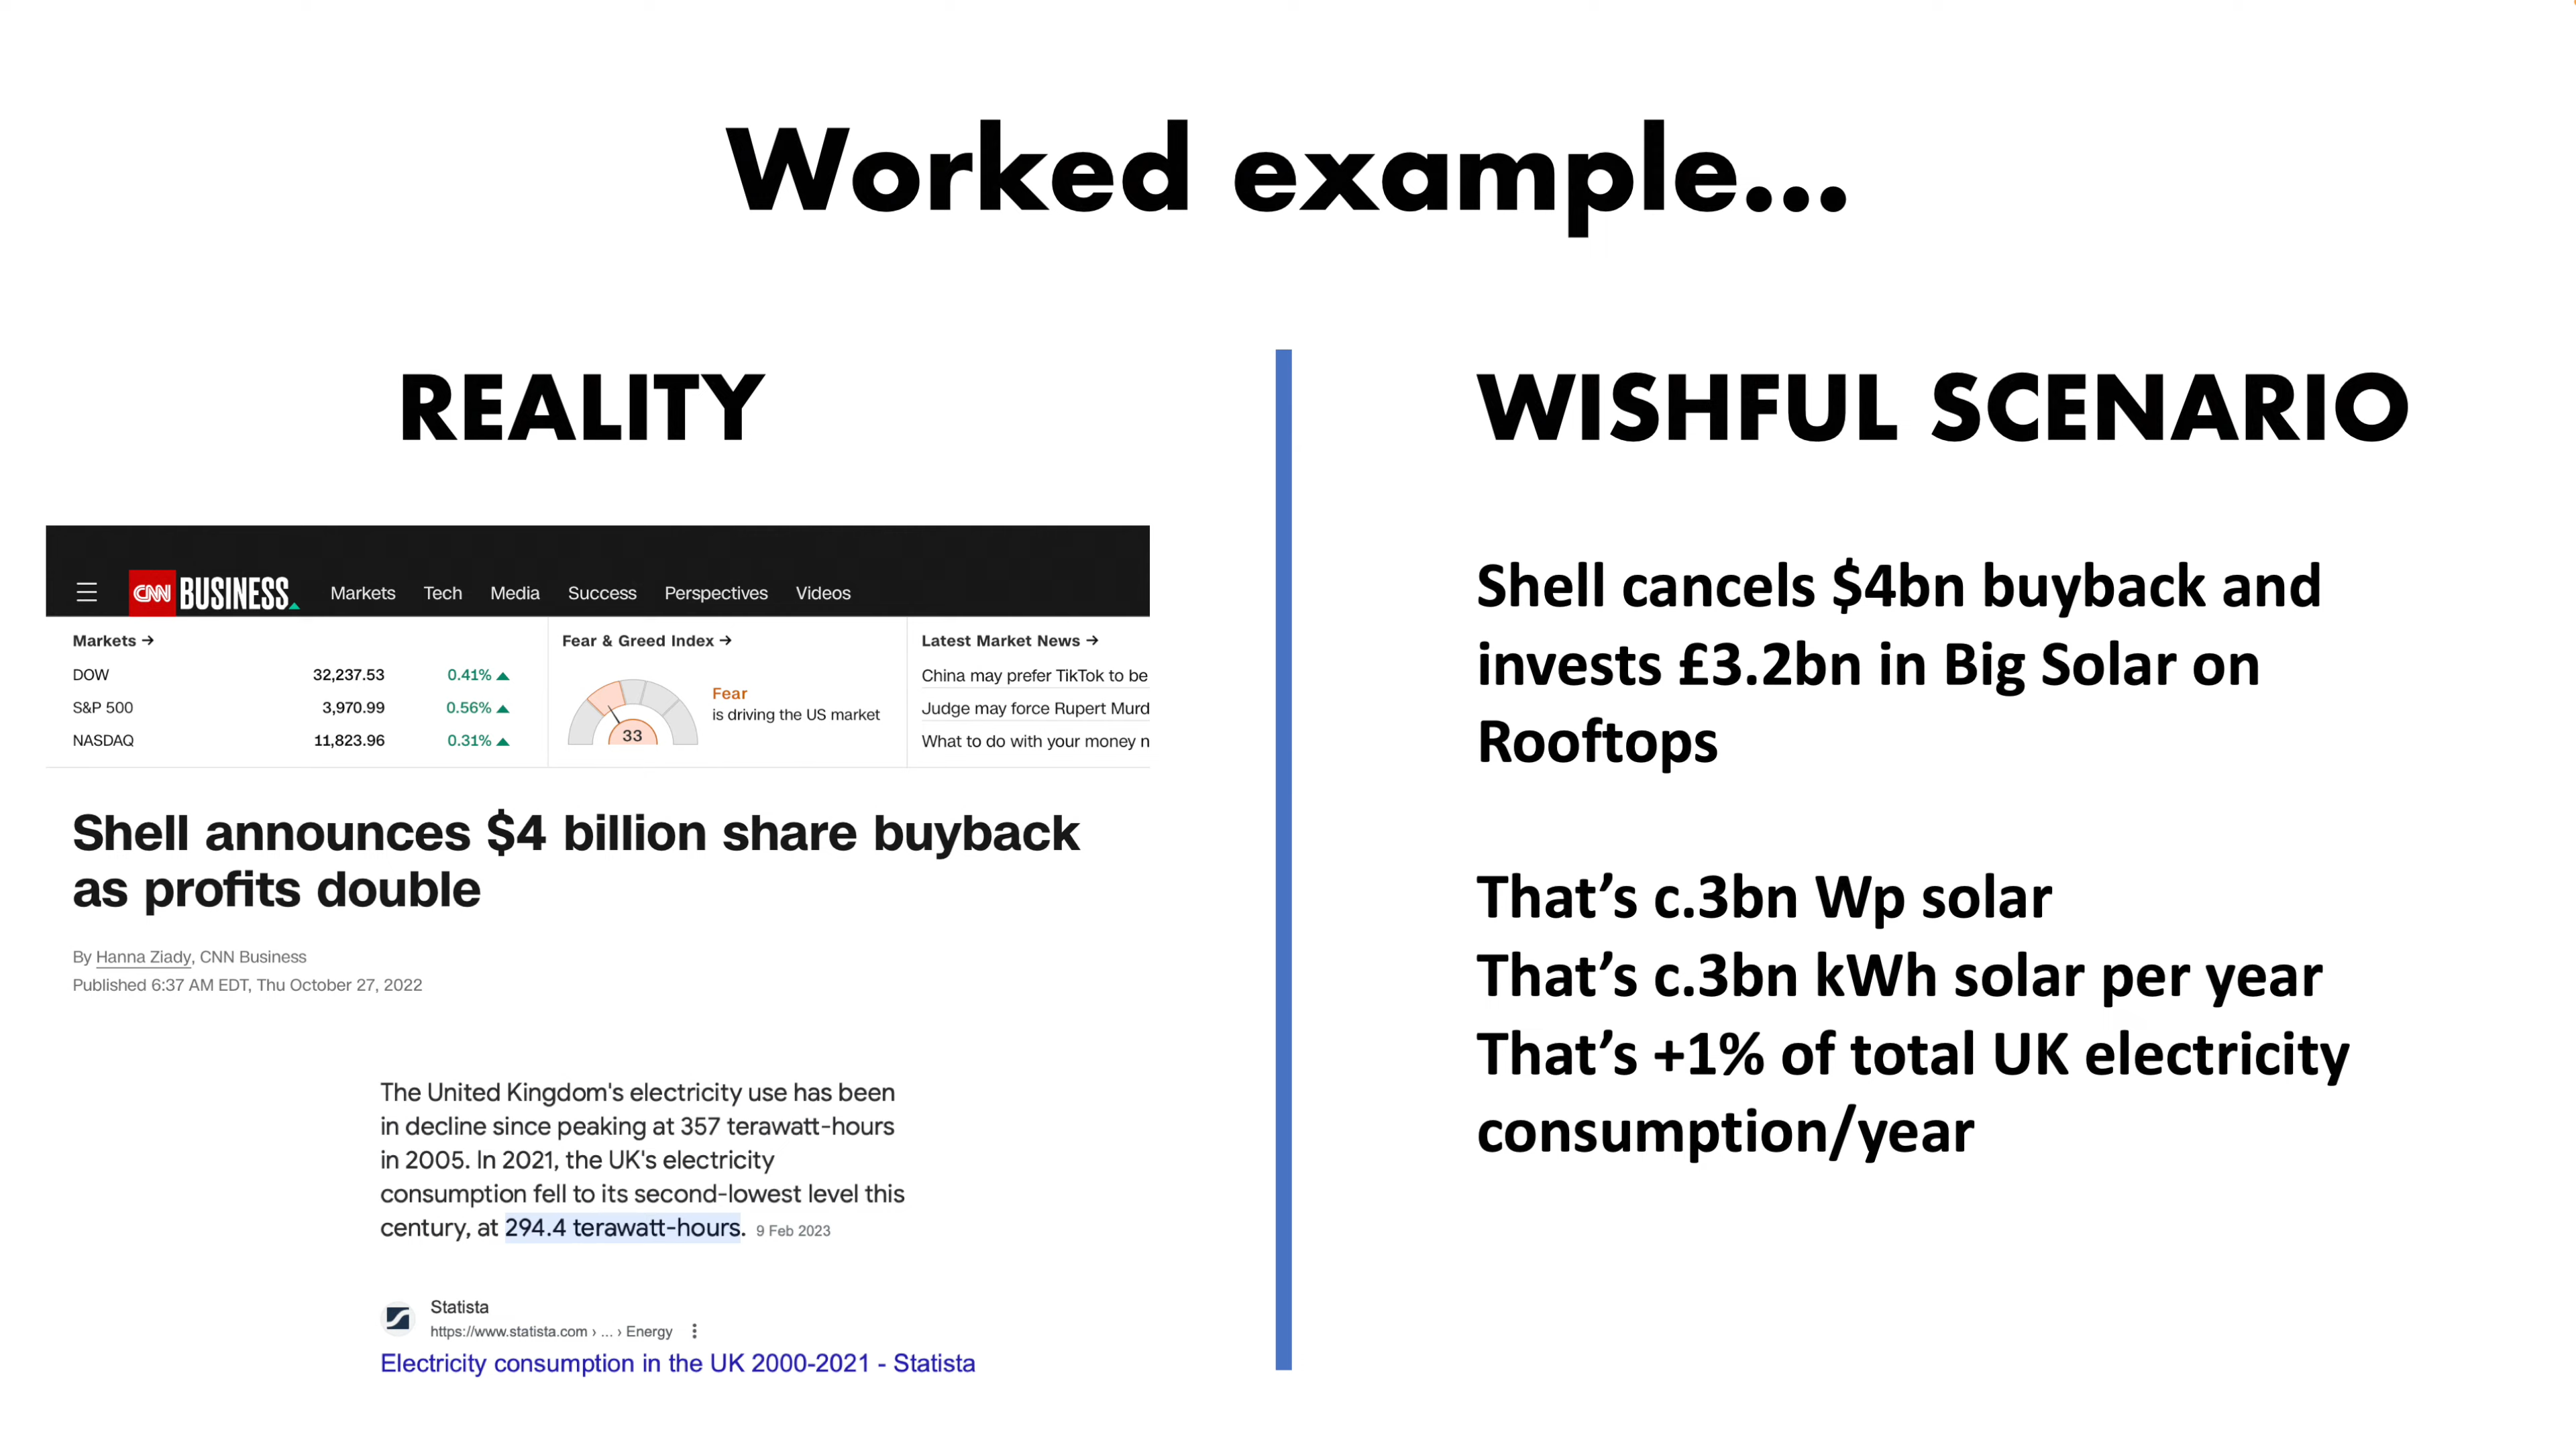 Worked example...
REALITY
CNN BUSINESS Markets Tech Media Success Perspectives Videos
Markets →
DOW 32,237.53 0.41% ▲
S&P 500 3,970.99 0.56% ▲
NASDAQ 11,823.96 0.31% ▲
Fear & Greed Index →
33
Fear
is driving the US market
Latest Market News →
China may prefer TikTok to be
Judge may force Rupert Murd
What to do with your money n
Shell announces $4 billion share buyback
as profits double
By Hanna Ziady, CNN Business
Published 6:37 AM EDT, Thu October 27, 2022
The United Kingdom's electricity use has been
in decline since peaking at 357 terawatt-hours
in 2005. In 2021, the UK's electricity
consumption fell to its second-lowest level this
century, at 294.4 terawatt-hours. 9 Feb 2023
Statista
https://www.statista.com › ... › Energy
Electricity consumption in the UK 2000-2021 - Statista
WISHFUL SCENARIO
Shell cancels $4bn buyback and
invests £3.2bn in Big Solar on
Rooftops
That’s c.3bn Wp solar
That’s c.3bn kWh solar per year
That’s +1% of total UK electricity
consumption/year